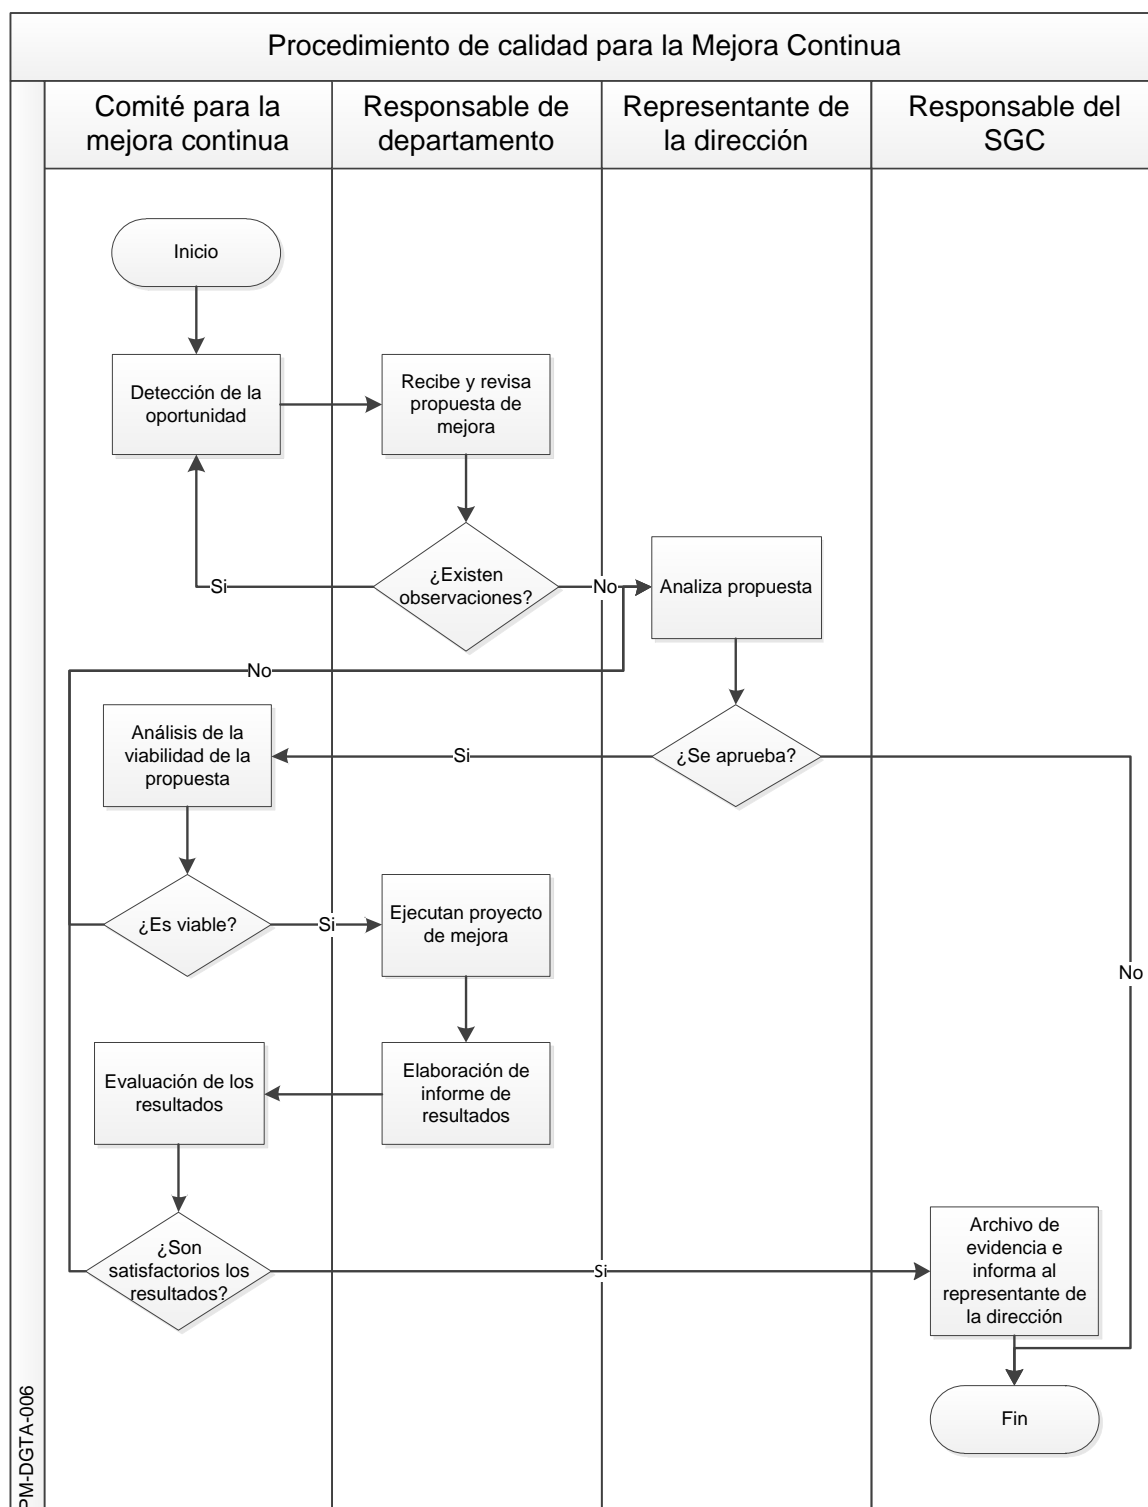 Procedimiento de calidad para la Mejora Continua
Comité para la
mejora continua
Responsable de
departamento
Representante de
la dirección
Responsable del
SGC
Inicio
Detección de la
oportunidad
Recibe y revisa
propuesta de
mejora
¿Existen
observaciones?
Si
No
Analiza propuesta
No
Análisis de la
viabilidad de la
propuesta
Si
¿Se aprueba?
¿Es viable?
Si
Ejecutan proyecto
de mejora
No
Evaluación de los
resultados
Elaboración de
informe de
resultados
¿Son
satisfactorios los
resultados?
Si
Archivo de
evidencia e
informa al
representante de
la dirección
Fin
PM-DGTA-006